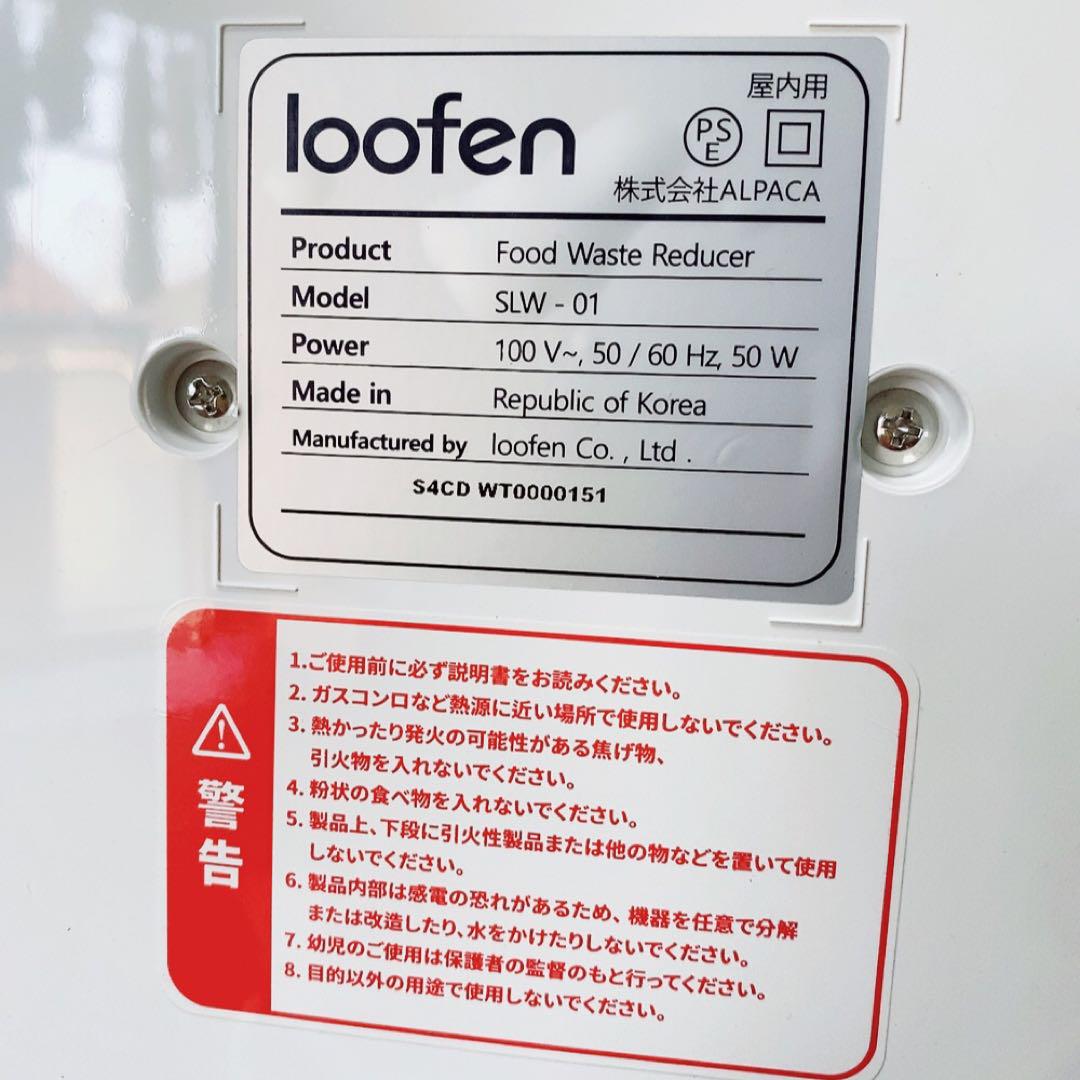 loofen
屋内用
PSE
株式会社ALPACA
Product Food Waste Reducer
Model SLW - 01
Power 100 V~, 50 / 60 Hz, 50 W
Made in Republic of Korea
Manufactured by loofen Co. , Ltd .
S4CD WT0000151
警告
1.ご使用前に必ず説明書をお読みください。
2. ガスコンロなど熱源に近い場所で使用しないでください。
3. 熱かったり発火の可能性がある焦げ物、
引火物を入れないでください。
4. 粉状の食べ物を入れないでください。
5. 製品上、下段に引火性製品または他の物などを置いて使用
しないでください。
6. 製品内部は感電の恐れがあるため、機器を任意で分解
または改造したり、水をかけたりしないでください。
7. 幼児のご使用は保護者の監督のもと行ってください。
8. 目的以外の用途で使用しないでください。